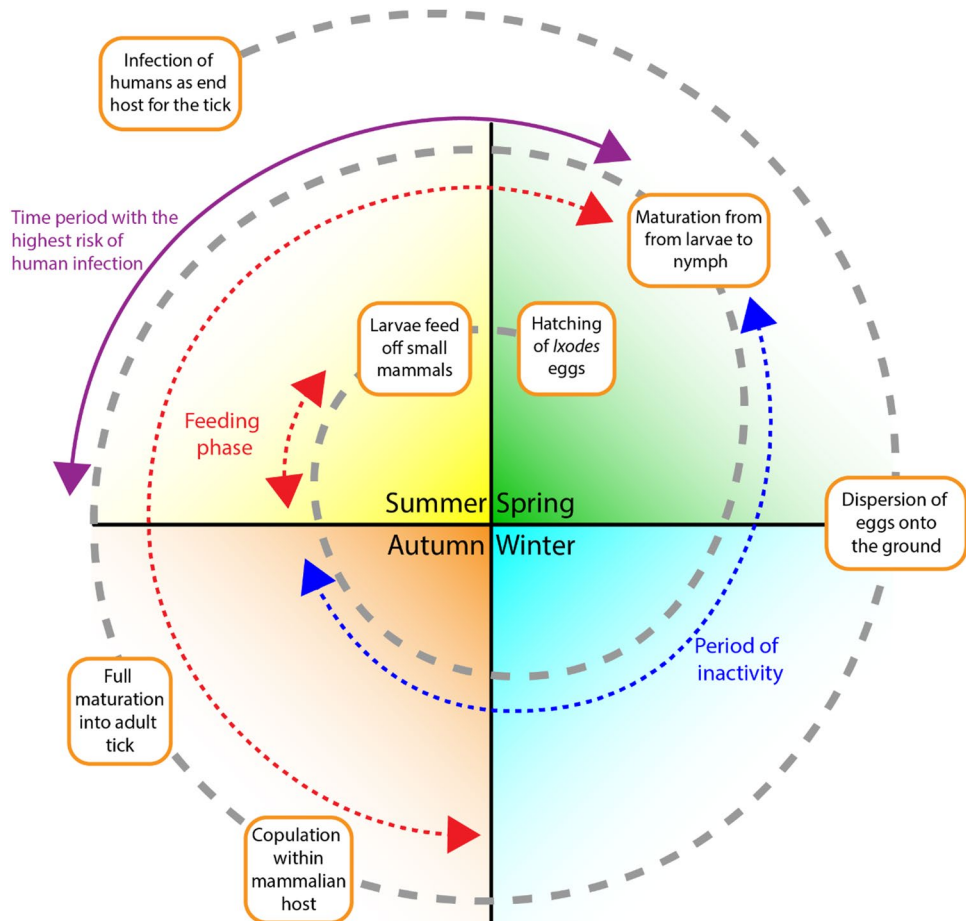 Infection of
humans as end
host for the tick
Time period with the
highest risk of
human infection
Maturation from
from larvae to
nymph
Larvae feed
off small
mammals
Hatching
of Ixodes
eggs
Feeding
phase
Summer
Spring
Autumn
Winter
Dispersion of
eggs onto
the ground
Period of
inactivity
Full
maturation
into adult
tick
Copulation
within
mammalian
host